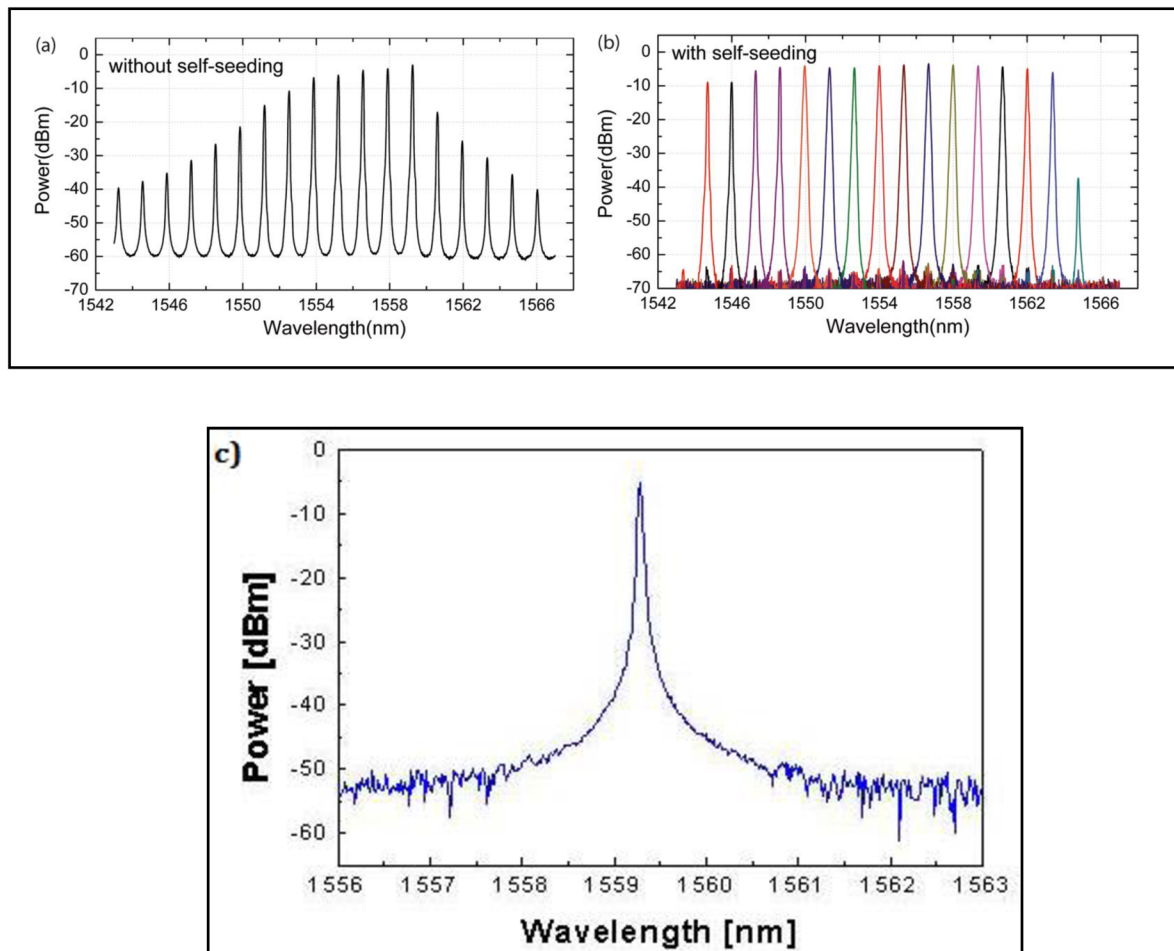 (a)
without self-seeding
Power(dBm)
0
-10
-20
-30
-40
-50
-60
-70
1542 1546 1550 1554 1558 1562 1566
Wavelength(nm)
(b)
with self-seeding
Power(dBm)
0
-10
-20
-30
-40
-50
-60
-70
1542 1546 1550 1554 1558 1562 1566
Wavelength(nm)
c)
Power [dBm]
0
-10
-20
-30
-40
-50
-60
1556 1557 1558 1559 1560 1561 1562 1563
Wavelength [nm]